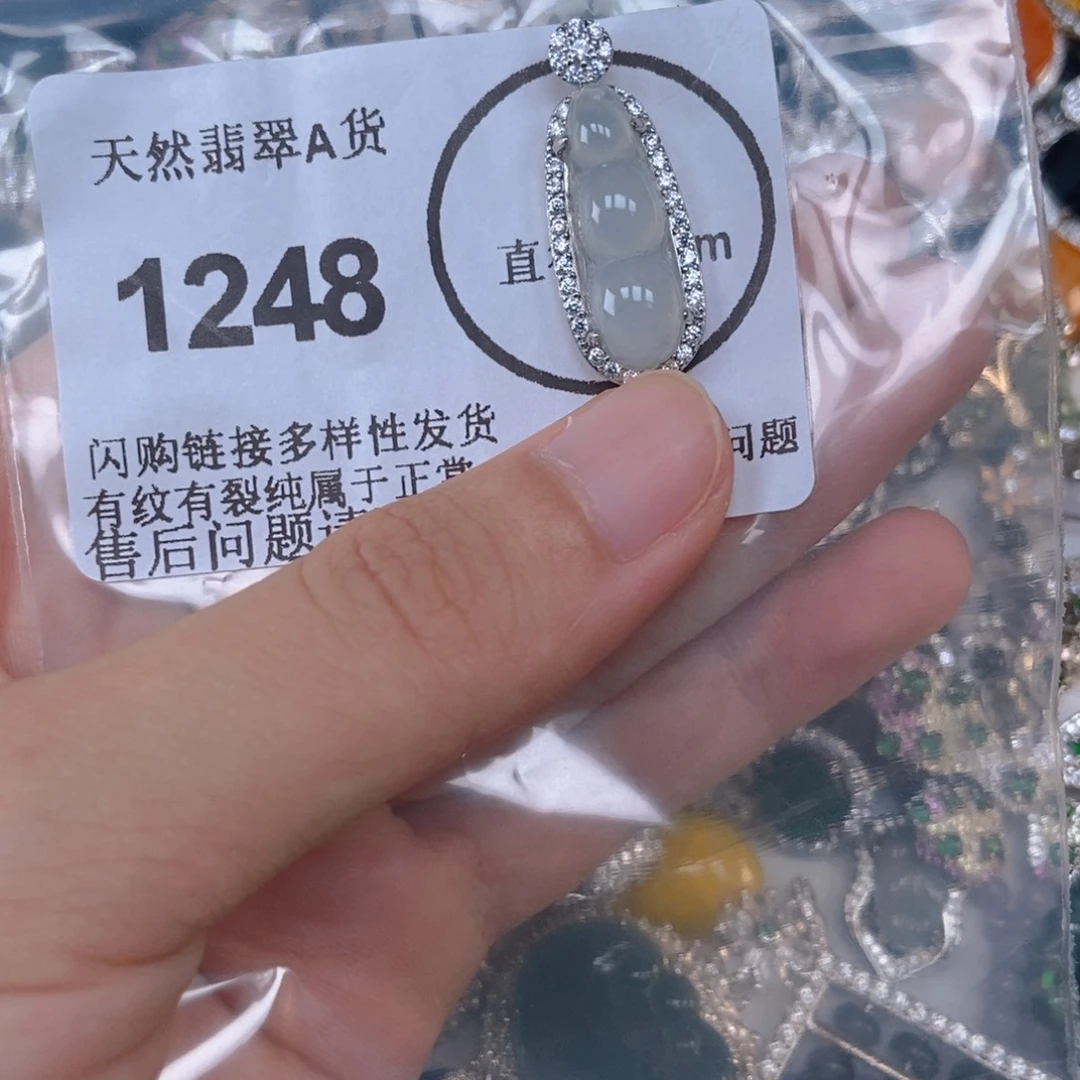 天然翡翠A货
1248
直 m
闪购链接多样性发货 问题
有纹有裂纯属于正常
售后问题请